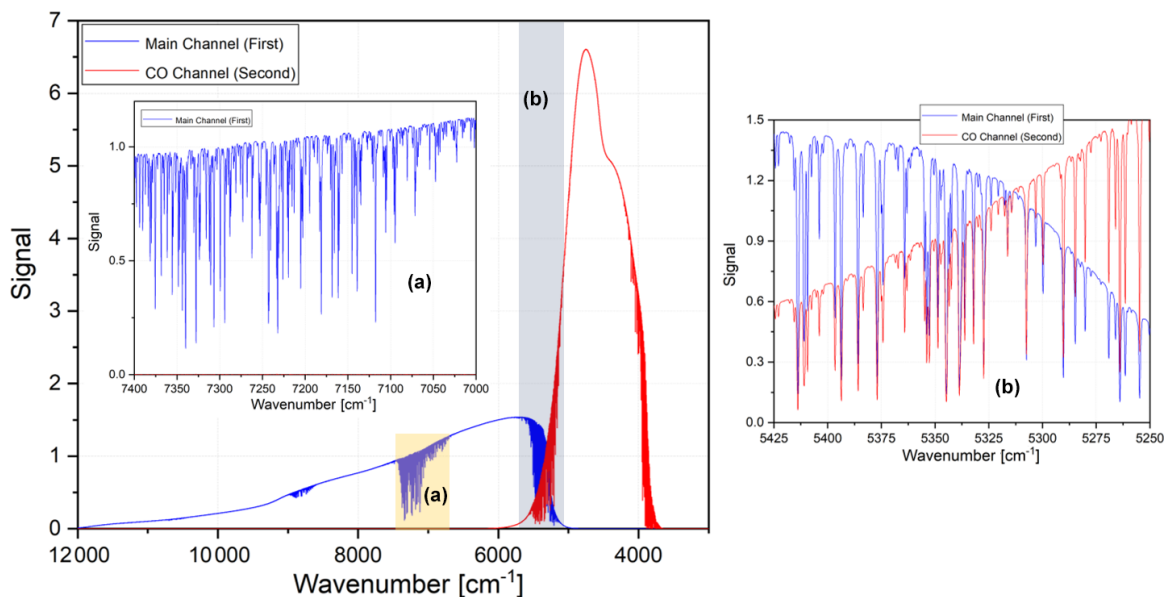 7
6
5
4
3
2
1
0
Signal
12000
10000
8000
6000
4000
Wavenumber [cm-1]
Main Channel (First)
CO Channel (Second)
(a)
(b)
Main Channel (First)
1.0
0.5
0.0
Signal
7400
7350
7300
7250
7200
7150
7100
7050
7000
Wavenumber [cm-1]
(a)
Main Channel (First)
CO Channel (Second)
1.5
1.2
0.9
0.6
0.3
0.0
Signal
5425
5400
5375
5350
5325
5300
5275
5250
Wavenumber [cm-1]
(b)